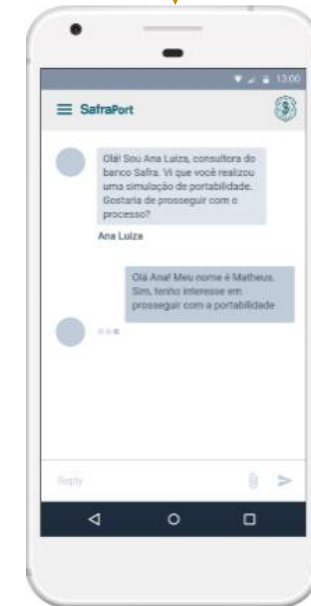 13:00
SafraPort
Olá! Sou Ana Luiza, consultora do
banco Safra. Vi que você realizou
uma simulação de portabilidade.
Gostaria de prosseguir com o
processo?
Ana Luiza
Olá Ana! Meu nome é Matheus.
Sim, tenho interesse em
prosseguir com a portabilidade
Reply